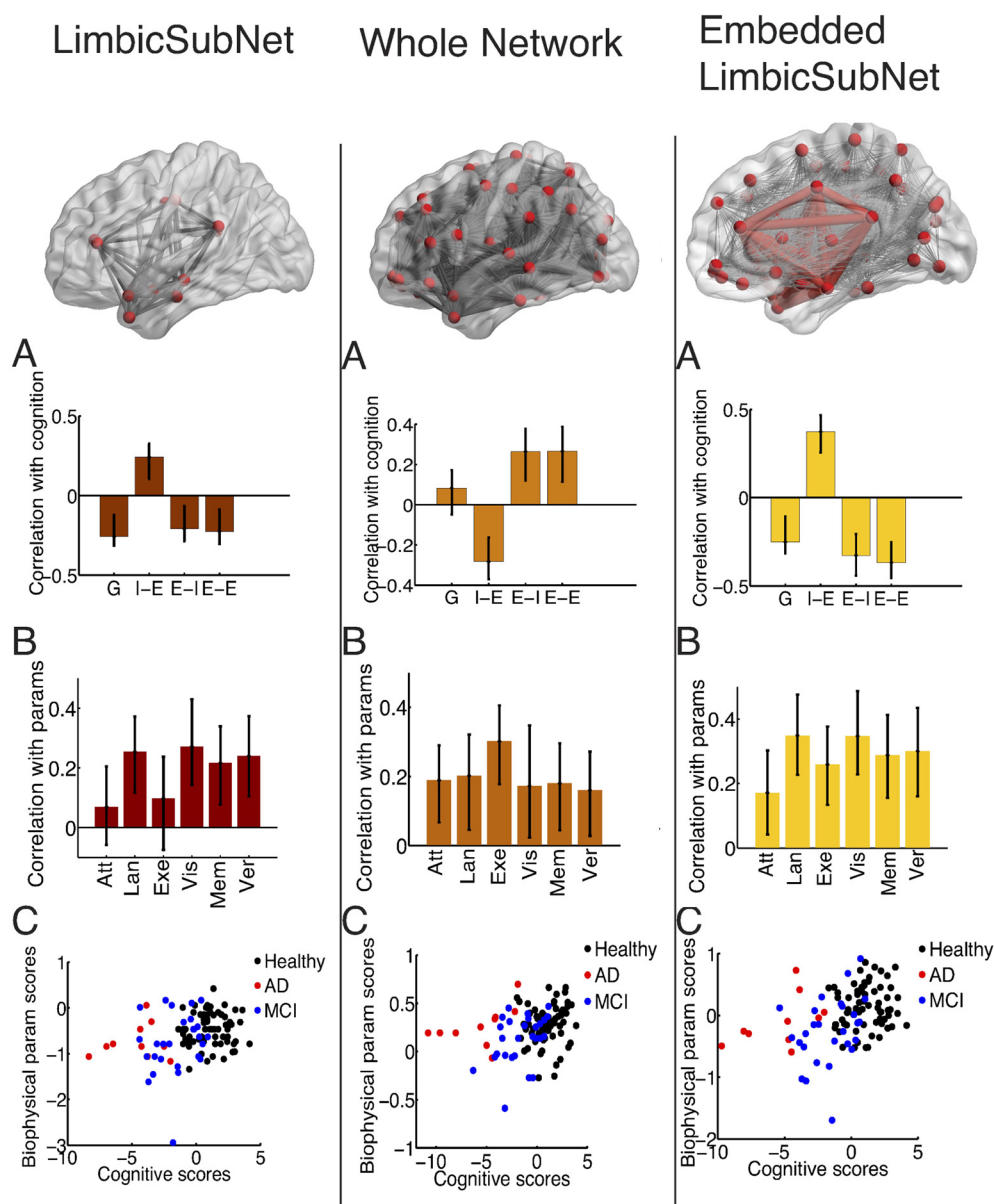 LimbicSubNet
Whole Network
Embedded
LimbicSubNet
A
Correlation with cognition
0.5
0
−0.5
G I−E E−I E−E
B
Correlation with params
0.4
0.2
0
Att Lan Exe Vis Mem Ver
C
Biophysical param scores
1
0
−1
−2
−3
−10 −5 0 5
Cognitive scores
Healthy
AD
MCI
A
Correlation with cognition
0.4
0.2
0
−0.2
−0.4
G I−E E−I E−E
B
Correlation with params
0.4
0.2
0
Att Lan Exe Vis Mem Ver
C
Biophysical param scores
1
0.5
0
−0.5
−1
−10 −5 0 5
Cognitive scores
Healthy
AD
MCI
A
Correlation with cognition
0.5
0
−0.5
G I−E E−I E−E
B
Correlation with params
0.4
0.2
0
Att Lan Exe Vis Mem Ver
C
Biophysical param scores
1
0
−1
−2
−10 −5 0 5
Cognitive scores
Healthy
AD
MCI